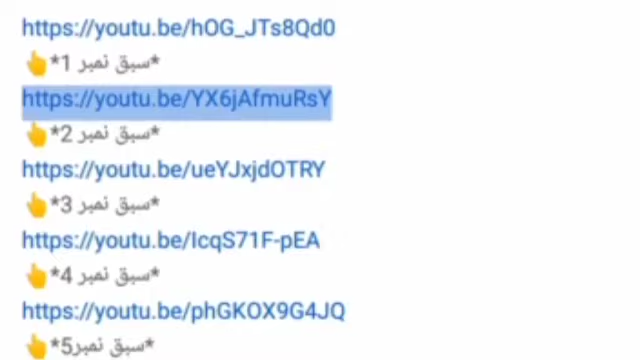 https://youtu.be/hOG_JTs8Qd0
👆*سبق نمبر 1*
https://youtu.be/YX6jAfmuRsY
👆*سبق نمبر 2*
https://youtu.be/ueYJxjdOTRY
👆*سبق نمبر 3*
https://youtu.be/IcqS71F-pEA
👆*سبق نمبر 4*
https://youtu.be/phGKOX9G4JQ
👆*سبق نمبر5*